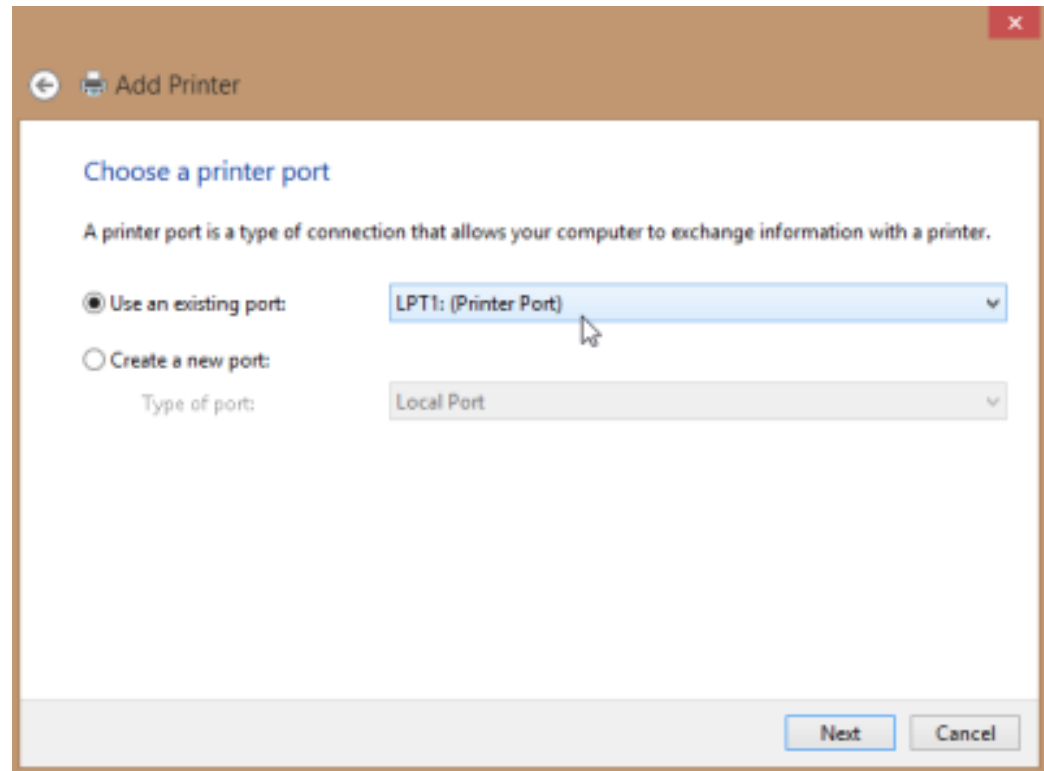 Add Printer
Choose a printer port
A printer port is a type of connection that allows your computer to exchange information with a printer.
Use an existing port: LPT1: (Printer Port)
Create a new port:
Type of port: Local Port
Next Cancel